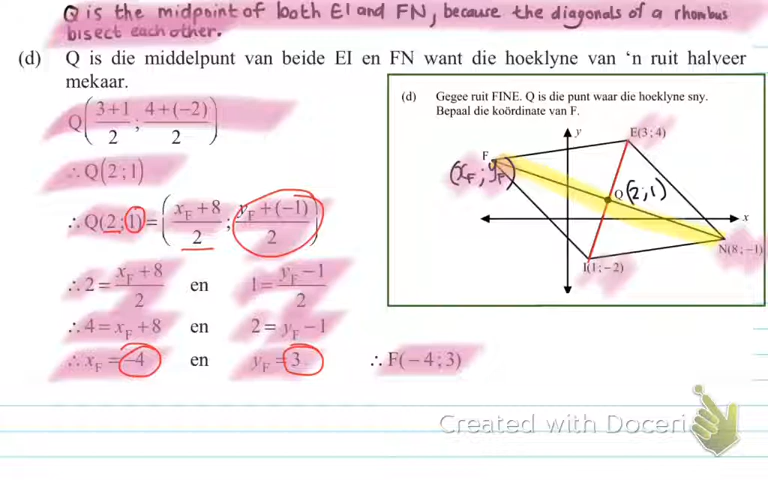 Q is the midpoint of both EI and FN, because the diagonals of a rhombus
bisect each other.
(d) Q is die middelpunt van beide EI en FN want die hoeklyne van 'n ruit halveer
mekaar.
Q(3+1/2 ; 4+(−2)/2)
∴Q(2;1)
∴Q(2;1)=(x_F+8/2 ; y_F+(−1)/2)
∴2=x_F+8/2 en 1=y_F−1/2
∴4=x_F+8 en 2=y_F−1
∴x_F=−4 en y_F=3 ∴F(−4;3)
(d) Gegee ruit FINE. Q is die punt waar die hoeklyne sny.
Bepaal die koördinate van F.
y
E(3;4)
F
(x_F ; y_F)
Q (2;1)
x
N(8;−1)
I(1;−2)
Created with Doceri